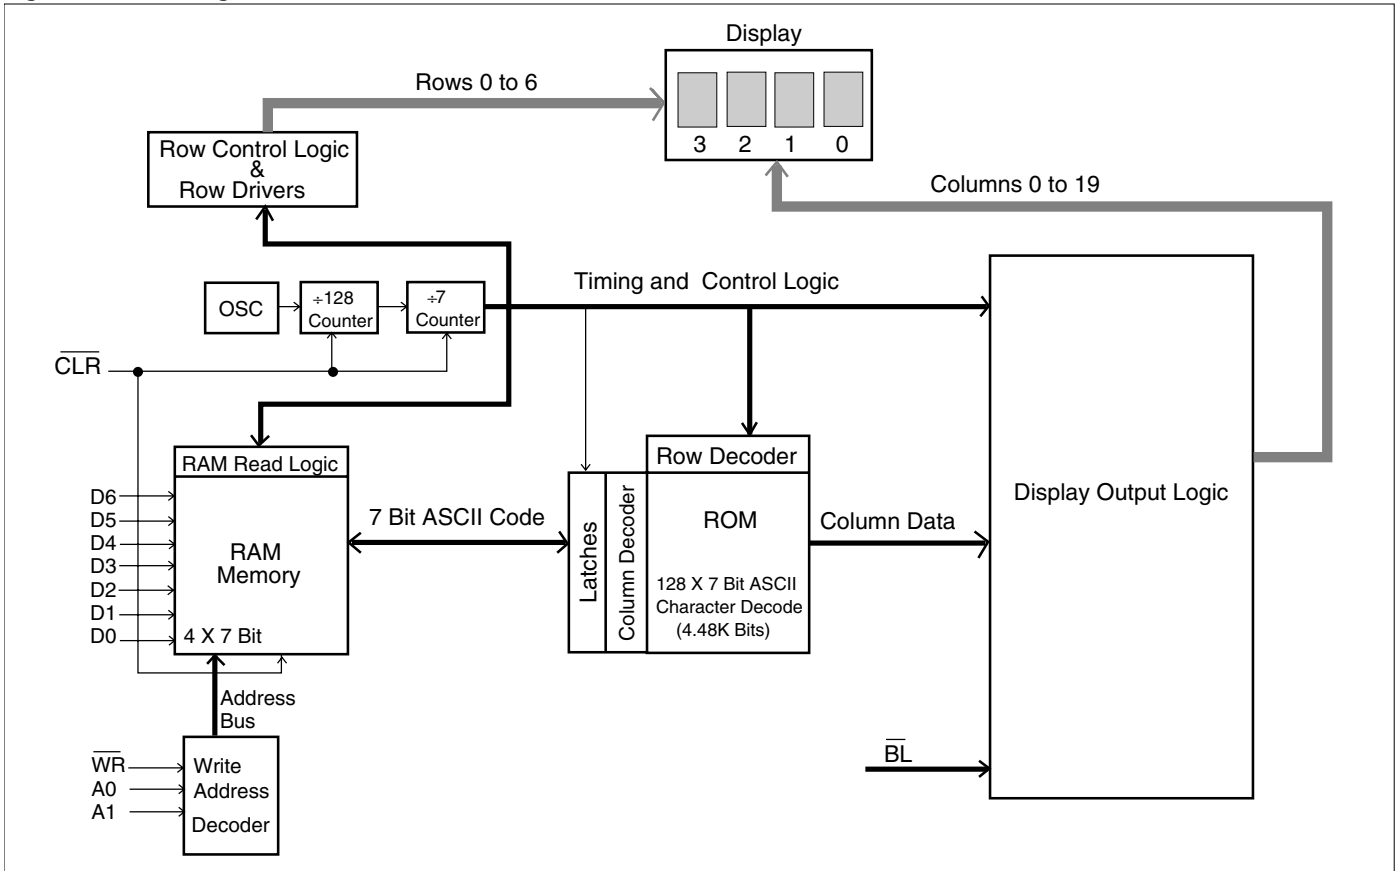 Display
Rows 0 to 6
3 2 1 0
Row Control Logic
&
Row Drivers
Columns 0 to 19
Timing and Control Logic
OSC
÷128
Counter
÷7
Counter
CLR
RAM Read Logic
D6
D5
D4
D3
D2
D1
D0
RAM
Memory
4 X 7 Bit
7 Bit ASCII Code
Latches
Column Decoder
Row Decoder
ROM
128 X 7 Bit ASCII
Character Decode
(4.48K Bits)
Column Data
Display Output Logic
Address
Bus
WR
A0
A1
Write
Address
Decoder
BL